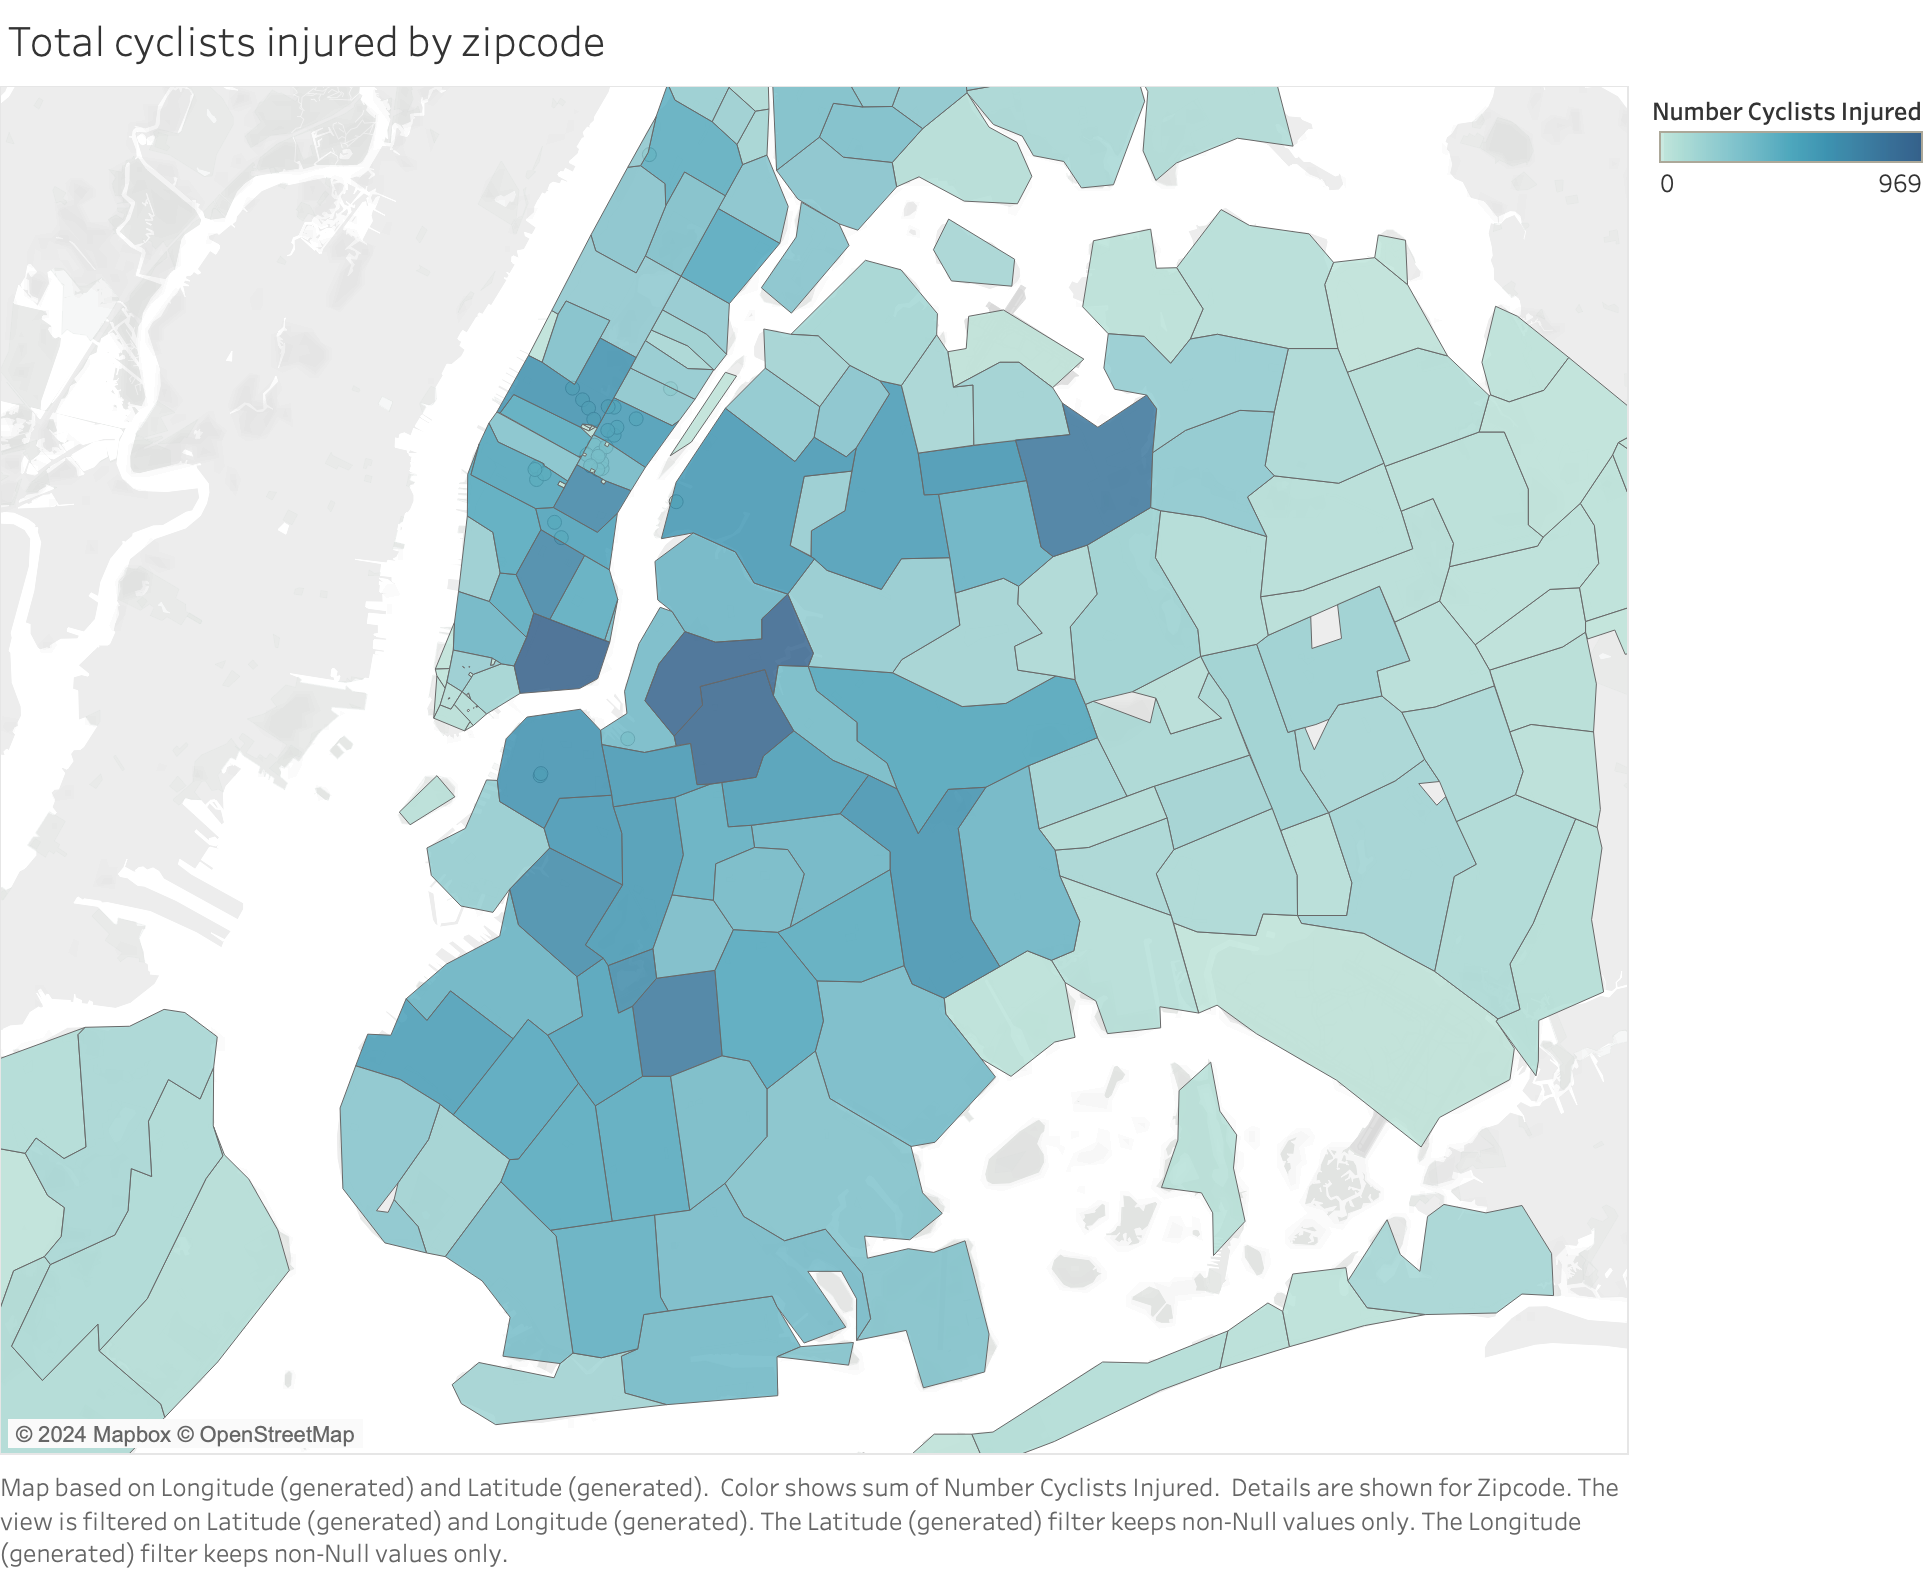 Total cyclists injured by zipcode
Number Cyclists Injured
0 969
© 2024 Mapbox © OpenStreetMap
Map based on Longitude (generated) and Latitude (generated).  Color shows sum of Number Cyclists Injured.  Details are shown for Zipcode. The
view is filtered on Latitude (generated) and Longitude (generated). The Latitude (generated) filter keeps non-Null values only. The Longitude
(generated) filter keeps non-Null values only.